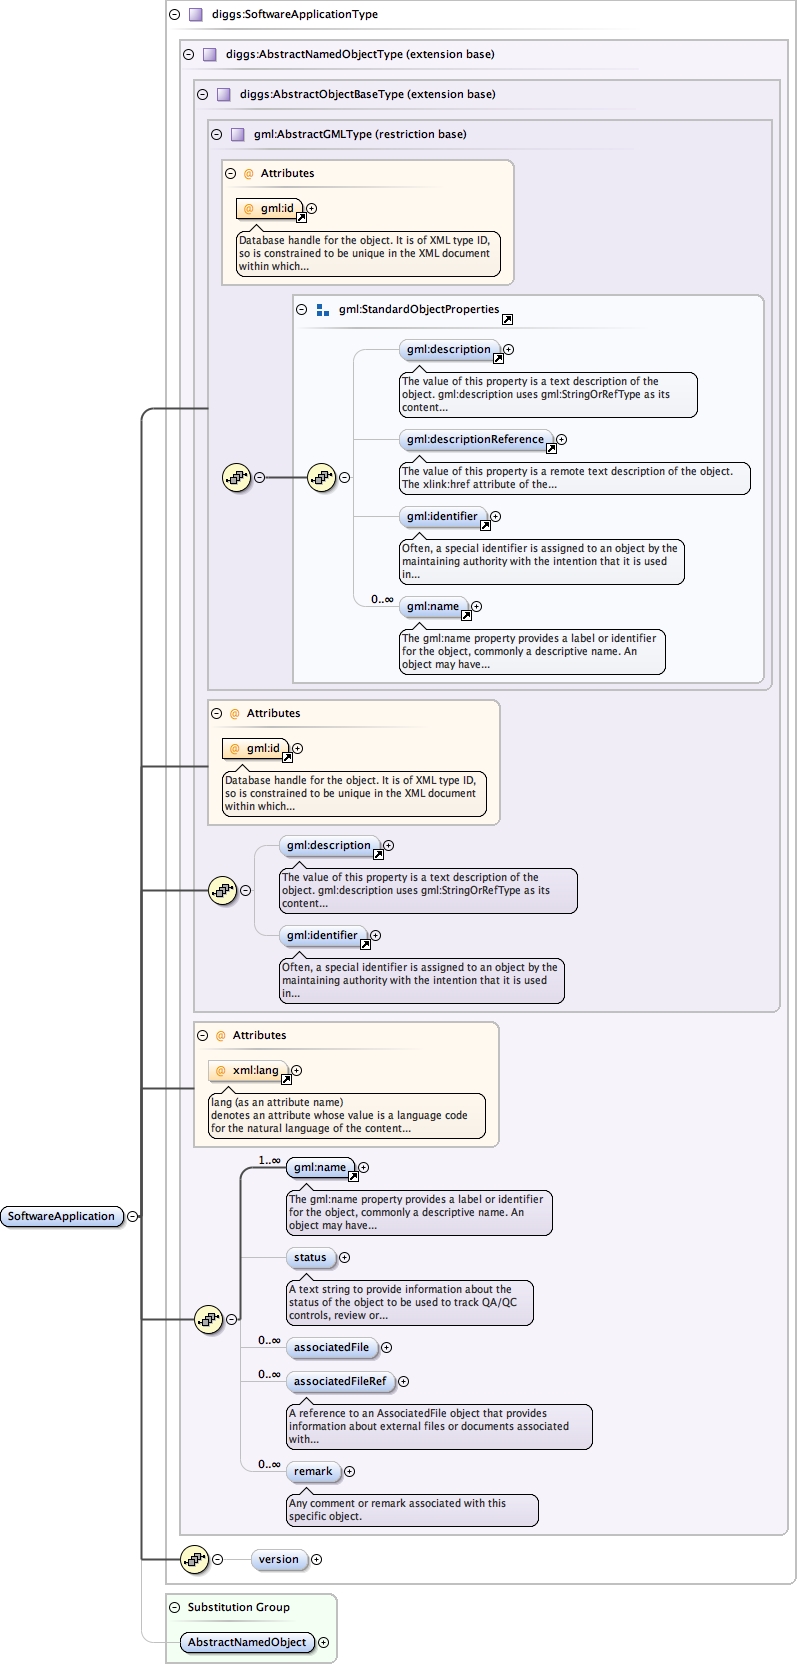 diggs:SoftwareApplicationType
diggs:AbstractNamedObjectType (extension base)
diggs:AbstractObjectBaseType (extension base)
gml:AbstractGMLType (restriction base)
@ Attributes
@ gml:id
Database handle for the object. It is of XML type ID,
so is constrained to be unique in the XML document
within which...
gml:StandardObjectProperties
gml:description
The value of this property is a text description of the
object. gml:description uses gml:StringOrRefType as its
content...
gml:descriptionReference
The value of this property is a remote text description of the object.
The xlink:href attribute of the...
gml:identifier
Often, a special identifier is assigned to an object by the
maintaining authority with the intention that it is used
in...
0..∞
gml:name
The gml:name property provides a label or identifier
for the object, commonly a descriptive name. An
object may have...
@ Attributes
@ gml:id
Database handle for the object. It is of XML type ID,
so is constrained to be unique in the XML document
within which...
gml:description
The value of this property is a text description of the
object. gml:description uses gml:StringOrRefType as its
content...
gml:identifier
Often, a special identifier is assigned to an object by the
maintaining authority with the intention that it is used
in...
@ Attributes
@ xml:lang
lang (as an attribute name)
denotes an attribute whose value is a language code
for the natural language of the content...
1..∞
gml:name
The gml:name property provides a label or identifier
for the object, commonly a descriptive name. An
object may have...
SoftwareApplication
status
A text string to provide information about the
status of the object to be used to track QA/QC
controls, review or...
0..∞
associatedFile
0..∞
associatedFileRef
A reference to an AssociatedFile object that provides
information about external files or documents associated
with...
0..∞
remark
Any comment or remark associated with this
specific object.
version
Substitution Group
AbstractNamedObject